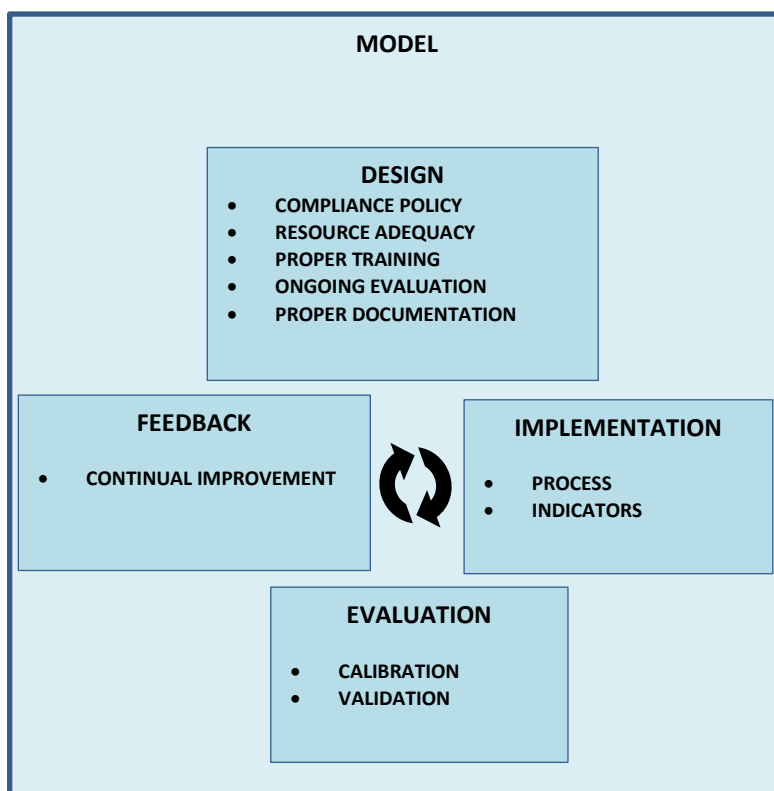 MODEL
DESIGN
• COMPLIANCE POLICY
• RESOURCE ADEQUACY
• PROPER TRAINING
• ONGOING EVALUATION
• PROPER DOCUMENTATION
FEEDBACK
• CONTINUAL IMPROVEMENT
IMPLEMENTATION
• PROCESS
• INDICATORS
EVALUATION
• CALIBRATION
• VALIDATION